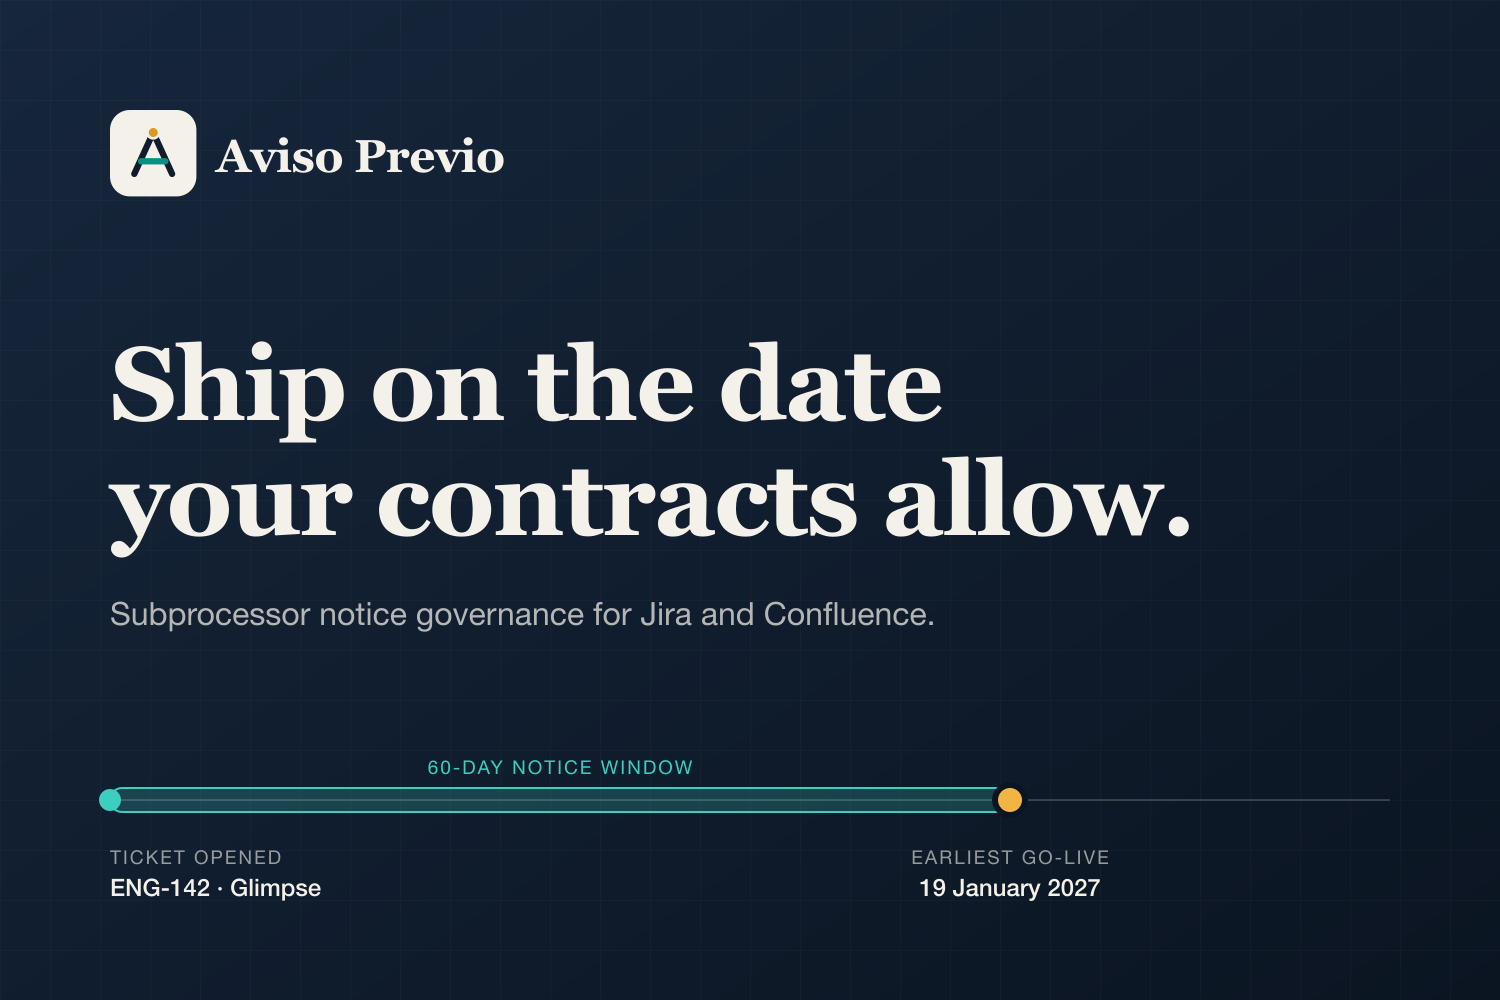 Aviso Previo
Ship on the date
your contracts allow.
Subprocessor notice governance for Jira and Confluence.
60-DAY NOTICE WINDOW
TICKET OPENED
ENG-142 · Glimpse
EARLIEST GO-LIVE
19 January 2027